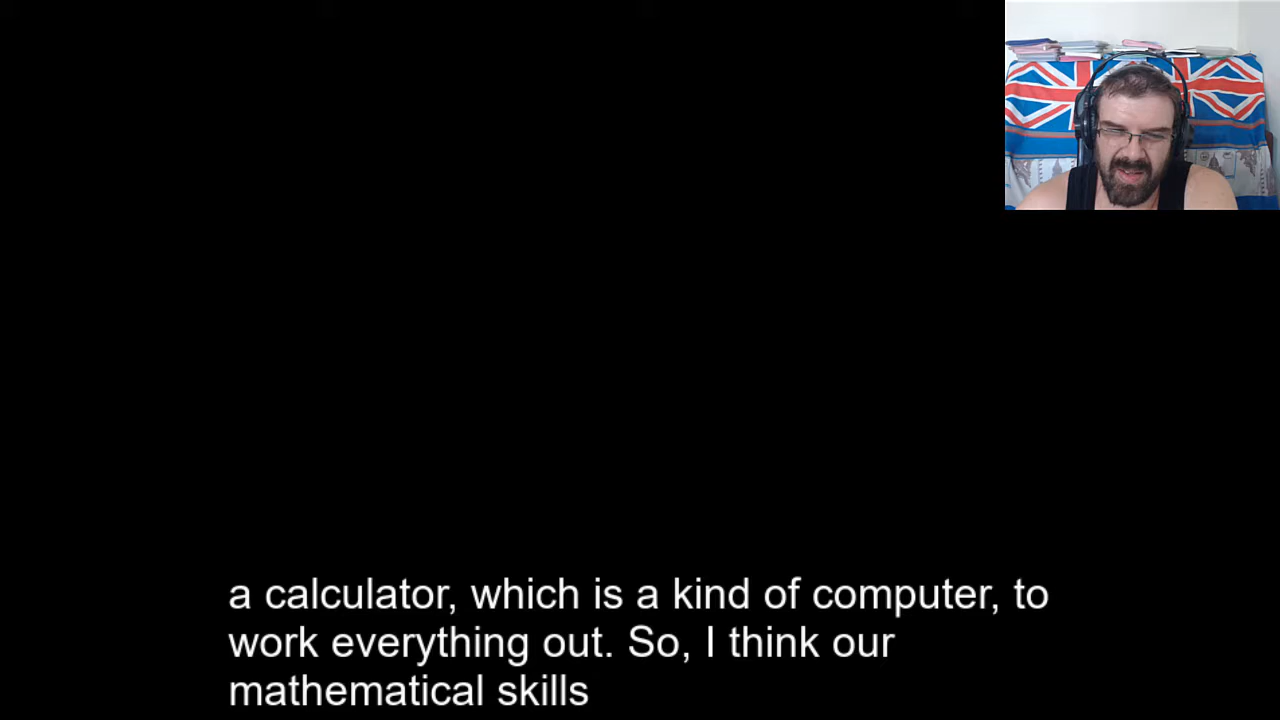 a calculator, which is a kind of computer, to
work everything out. So, I think our
mathematical skills